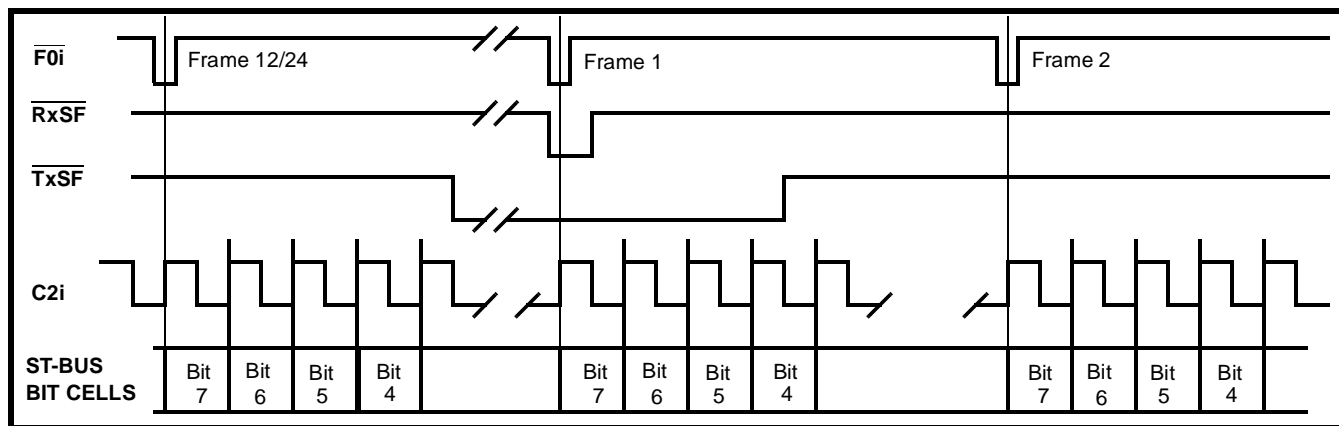 F0i
Frame 12/24
Frame 1
Frame 2
RxSF
TxSF
C2i
ST-BUS
BIT CELLS
Bit
7
Bit
6
Bit
5
Bit
4
Bit
7
Bit
6
Bit
5
Bit
4
Bit
7
Bit
6
Bit
5
Bit
4